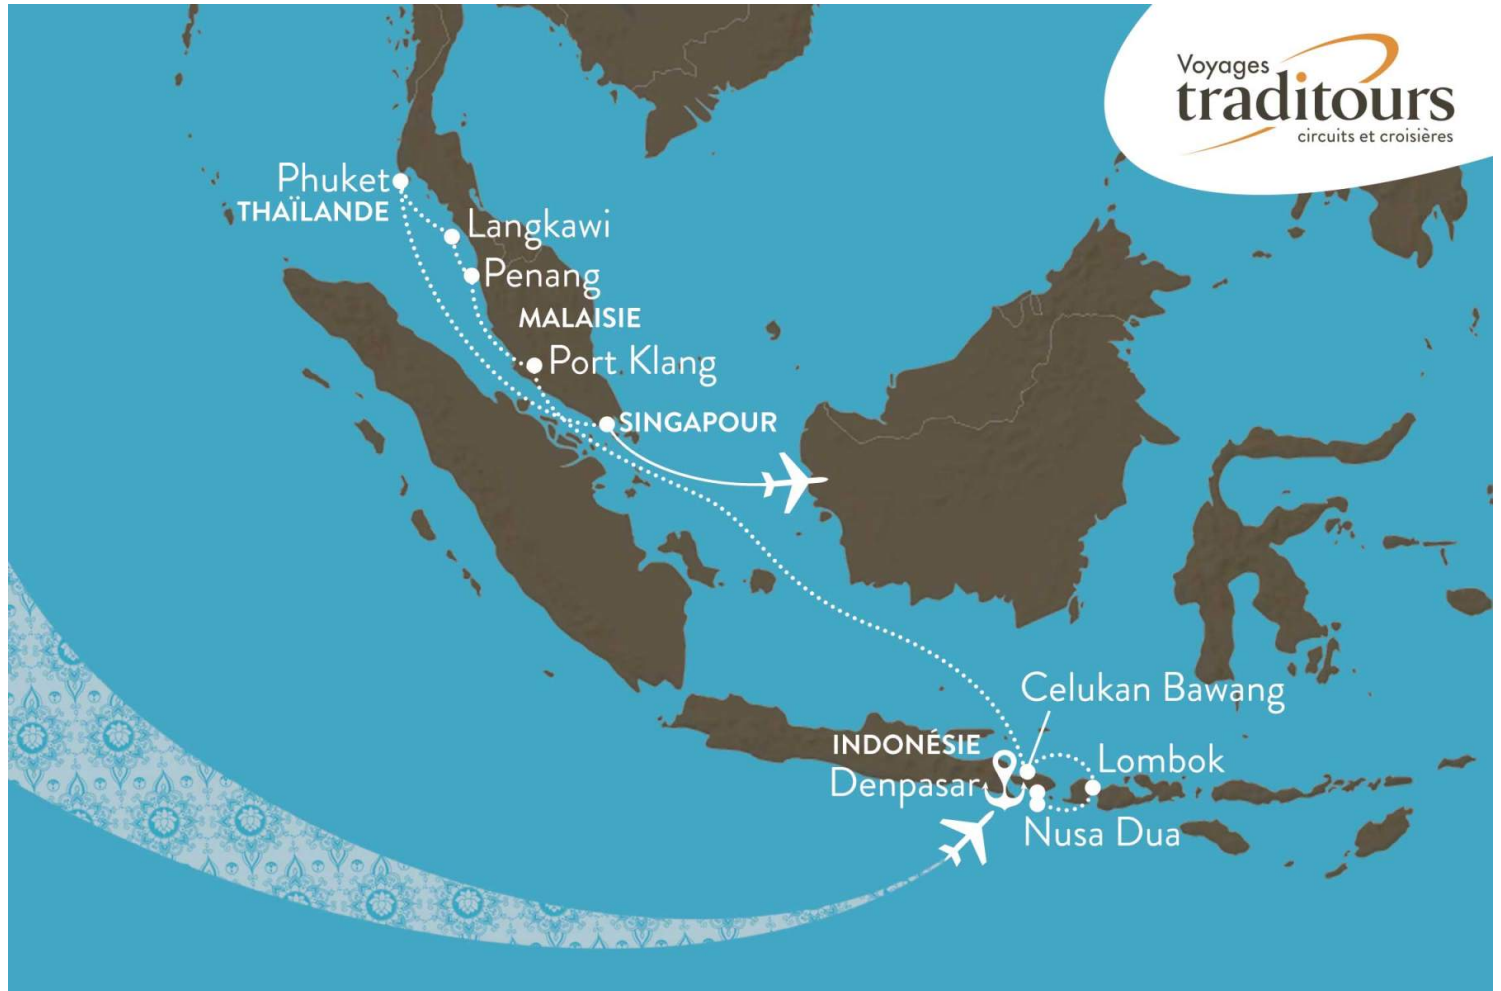 Voyages
traditours
circuits et croisières
Phuket
THAÏLANDE
Langkawi
Penang
MALAISIE
Port Klang
SINGAPOUR
Celukan Bawang
INDONÉSIE
Denpasar
Lombok
Nusa Dua